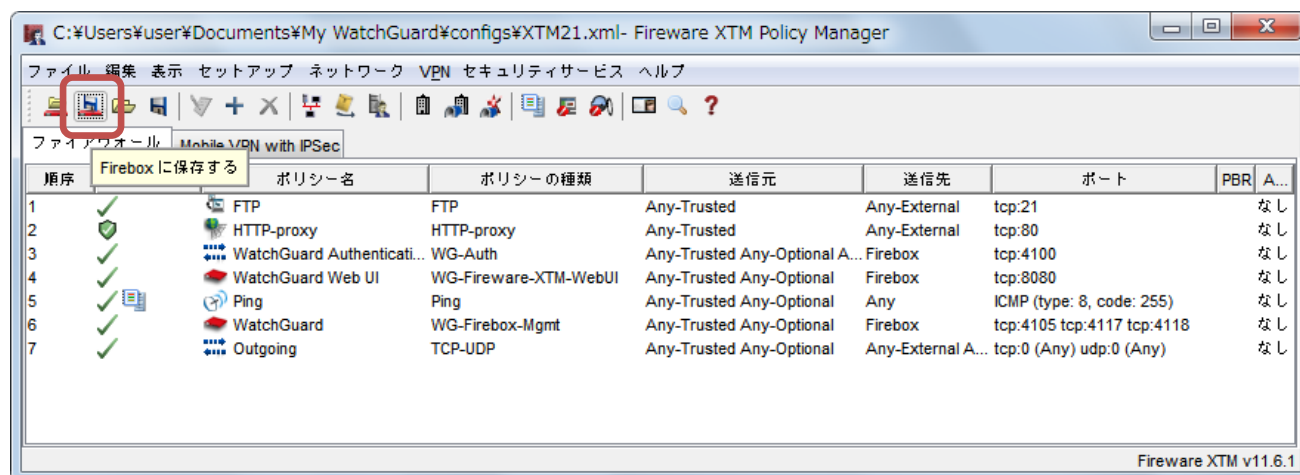 C:¥Users¥user¥Documents¥My WatchGuard¥configs¥XTM21.xml- Fireware XTM Policy Manager
ファイル 編集 表示 セットアップ ネットワーク VPN セキュリティサービス ヘルプ
ファイアウォール Mobile VPN with IPSec
Firebox に保存する
順序 ポリシー名 ポリシーの種類 送信元 送信先 ポート PBR A...
1 FTP FTP Any-Trusted Any-External tcp:21 なし
2 HTTP-proxy HTTP-proxy Any-Trusted Any-External tcp:80 なし
3 WatchGuard Authenticati... WG-Auth Any-Trusted Any-Optional A... Firebox tcp:4100 なし
4 WatchGuard Web UI WG-Fireware-XTM-WebUI Any-Trusted Any-Optional Firebox tcp:8080 なし
5 Ping Ping Any-Trusted Any-Optional Any ICMP (type: 8, code: 255) なし
6 WatchGuard WG-Firebox-Mgmt Any-Trusted Any-Optional Firebox tcp:4105 tcp:4117 tcp:4118 なし
7 Outgoing TCP-UDP Any-Trusted Any-Optional Any-External A... tcp:0 (Any) udp:0 (Any) なし
Fireware XTM v11.6.1